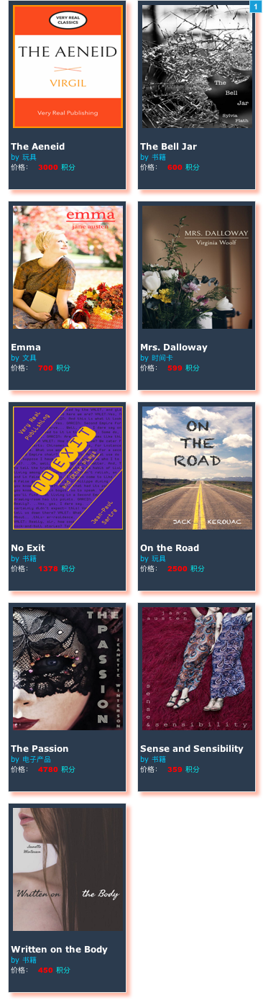 1
VERY REAL
CLASSICS
THE AENEID
VIRGIL
Very Real Publishing
The Aeneid
by 玩具
价格： 3000 积分
The
Bell
Jar
Sylvia
Plath
The Bell Jar
by 书籍
价格： 600 积分
emma
jane austen
Emma
by 文具
价格： 700 积分
MRS. DALLOWAY
Virginia Woolf
Mrs. Dalloway
by 时间卡
价格： 599 积分
Very Real
Publishing
NO EXIT
and Other Plays
Jean-Paul
Sartre
No Exit
by 书籍
价格： 1376 积分
ON
THE
ROAD
JACK KEROUAC
On the Road
by 玩具
价格： 2500 积分
THE
PASSION
JEANETTE WINTERSON
The Passion
by 电子产品
价格： 4780 积分
jane
austen
sense
&sensibility
Sense and Sensibility
by 书籍
价格： 359 积分
Jeanette
Winterson
Written on the Body
Written on the Body
by 书籍
价格： 450 积分